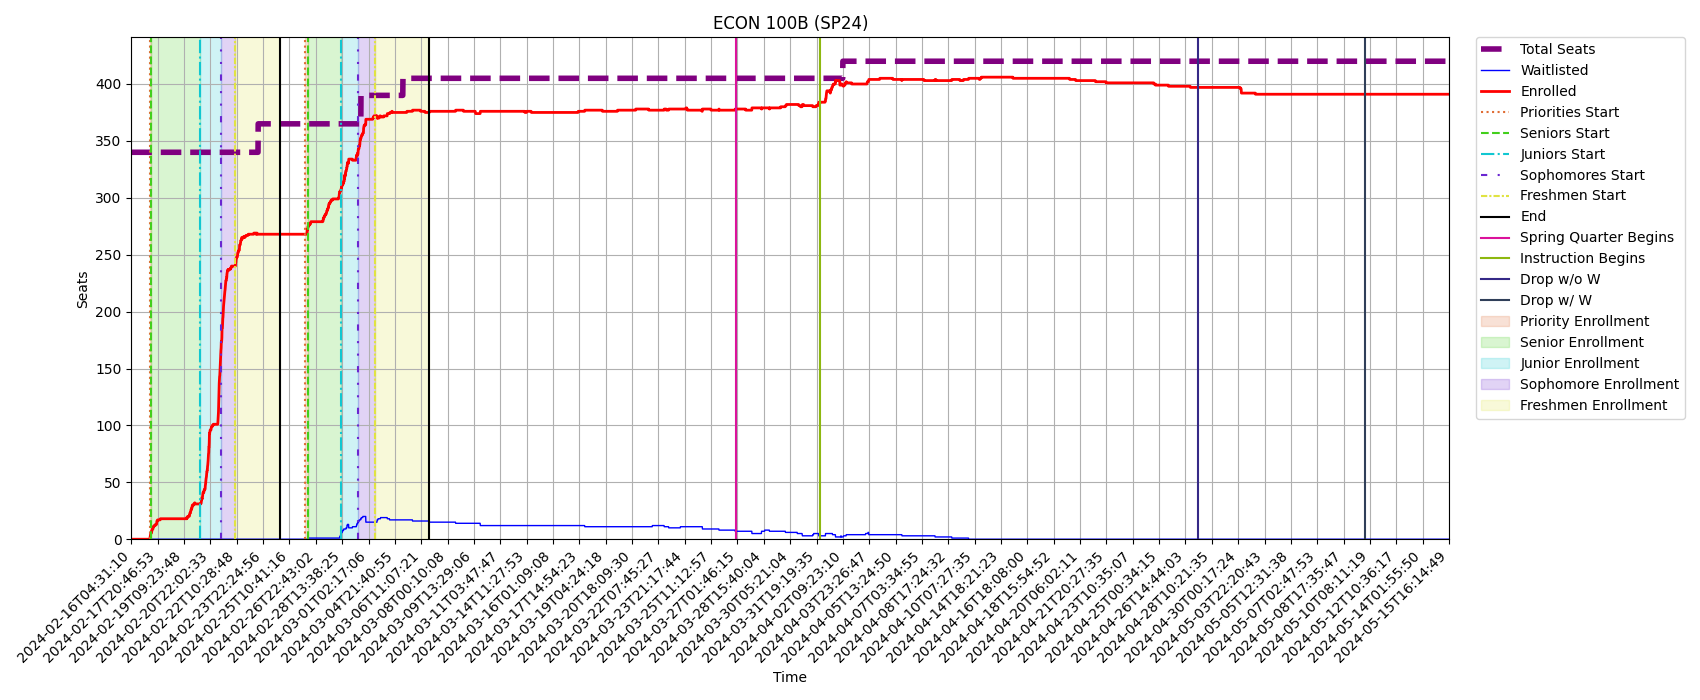 ECON 100B (SP24)
Seats
400
350
300
250
200
150
100
50
0
2024-02-16T04:31:10
2024-02-17T20:46:53
2024-02-19T09:23:48
2024-02-20T22:02:33
2024-02-22T10:28:48
2024-02-23T22:24:56
2024-02-25T10:41:16
2024-02-26T22:43:02
2024-02-28T13:38:25
2024-03-01T02:17:06
2024-03-04T21:40:55
2024-03-06T11:07:21
2024-03-08T00:10:08
2024-03-09T13:29:06
2024-03-11T03:47:47
2024-03-14T11:27:53
2024-03-16T01:09:08
2024-03-17T14:54:23
2024-03-19T04:24:18
2024-03-20T18:09:30
2024-03-22T07:45:27
2024-03-23T21:17:44
2024-03-25T11:12:57
2024-03-27T01:46:15
2024-03-28T15:40:04
2024-03-30T05:21:04
2024-03-31T19:19:35
2024-04-02T09:23:10
2024-04-03T23:26:47
2024-04-05T13:24:50
2024-04-07T03:34:55
2024-04-08T17:24:32
2024-04-10T07:27:35
2024-04-14T18:21:23
2024-04-16T18:08:00
2024-04-18T15:54:52
2024-04-20T06:02:11
2024-04-21T20:27:35
2024-04-23T10:35:07
2024-04-25T00:34:15
2024-04-26T14:44:03
2024-04-28T10:21:35
2024-04-30T00:17:24
2024-05-03T22:20:43
2024-05-05T12:31:38
2024-05-07T02:47:53
2024-05-08T17:35:47
2024-05-10T08:11:19
2024-05-12T10:36:17
2024-05-14T01:55:50
2024-05-15T16:14:49
Time
Total Seats
Waitlisted
Enrolled
Priorities Start
Seniors Start
Juniors Start
Sophomores Start
Freshmen Start
End
Spring Quarter Begins
Instruction Begins
Drop w/o W
Drop w/ W
Priority Enrollment
Senior Enrollment
Junior Enrollment
Sophomore Enrollment
Freshmen Enrollment